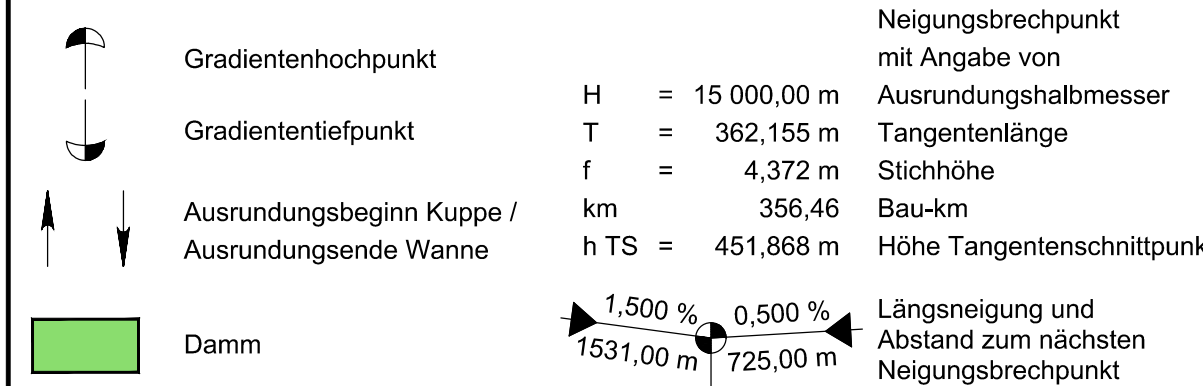 Gradientenhochpunkt
Gradiententiefpunkt
Ausrundungsbeginn Kuppe /
Ausrundungsende Wanne
Damm
Neigungsbrechpunkt
mit Angabe von
H = 15 000,00 m Ausrundungshalbmesser
T = 362,155 m Tangentenlänge
f = 4,372 m Stichhöhe
km 356,46 Bau-km
h TS = 451,868 m Höhe Tangentenschnittpunk
1,500 % 0,500 %
1531,00 m 725,00 m
Längsneigung und
Abstand zum nächsten
Neigungsbrechpunkt